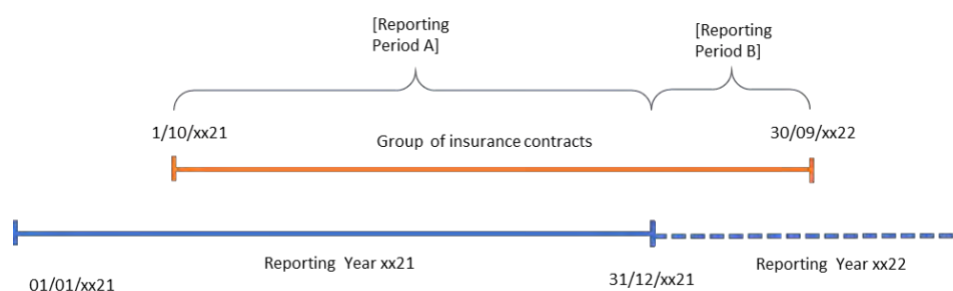 [Reporting
Period A]
[Reporting
Period B]
1/10/xx21
Group of insurance contracts
30/09/xx22
Reporting Year xx21
Reporting Year xx22
01/01/xx21
31/12/xx21